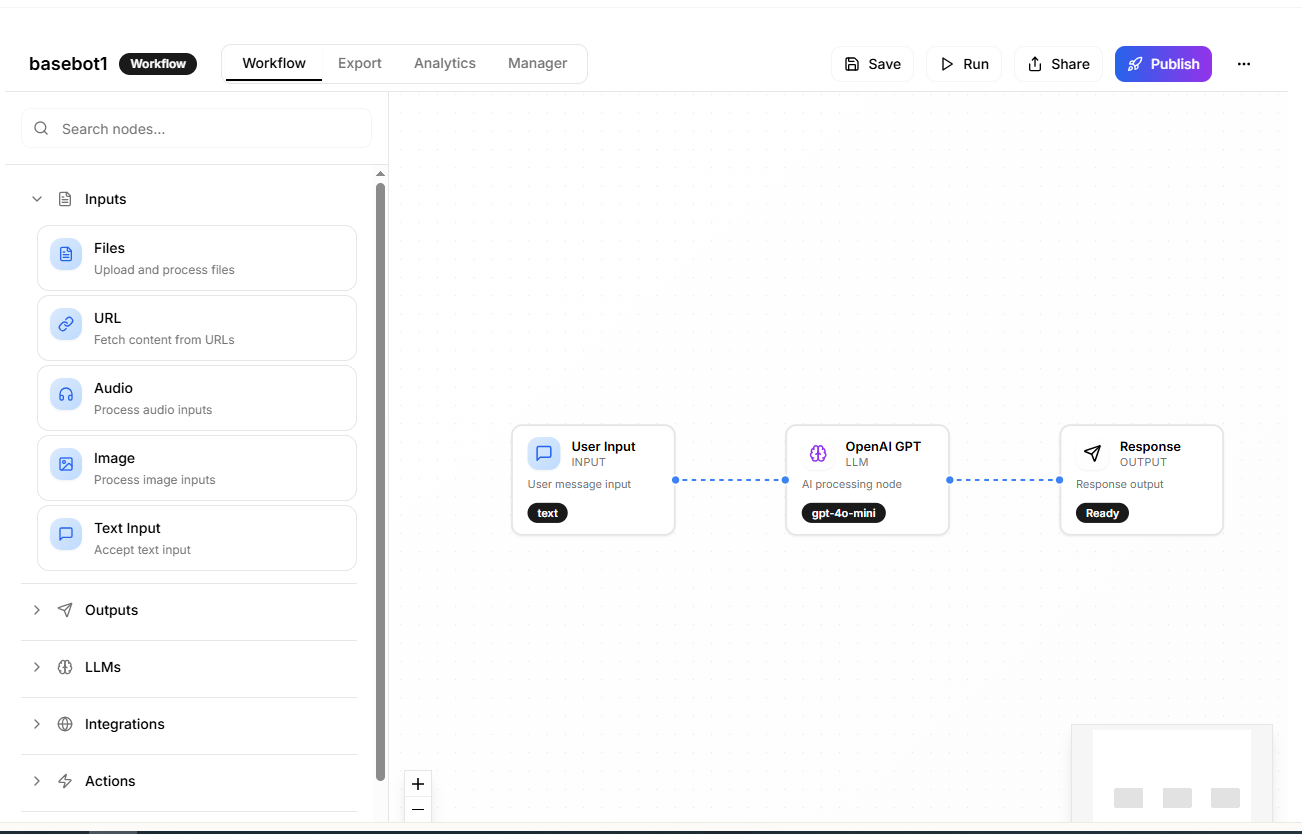 basebot1 Workflow Workflow Export Analytics Manager Save Run Share Publish ...
Search nodes...
Inputs
Files
Upload and process files
URL
Fetch content from URLs
Audio
Process audio inputs
Image
Process image inputs
Text Input
Accept text input
Outputs
LLMs
Integrations
Actions
User Input
INPUT
User message input
text
OpenAI GPT
LLM
AI processing node
gpt-4o-mini
Response
OUTPUT
Response output
Ready
+
−